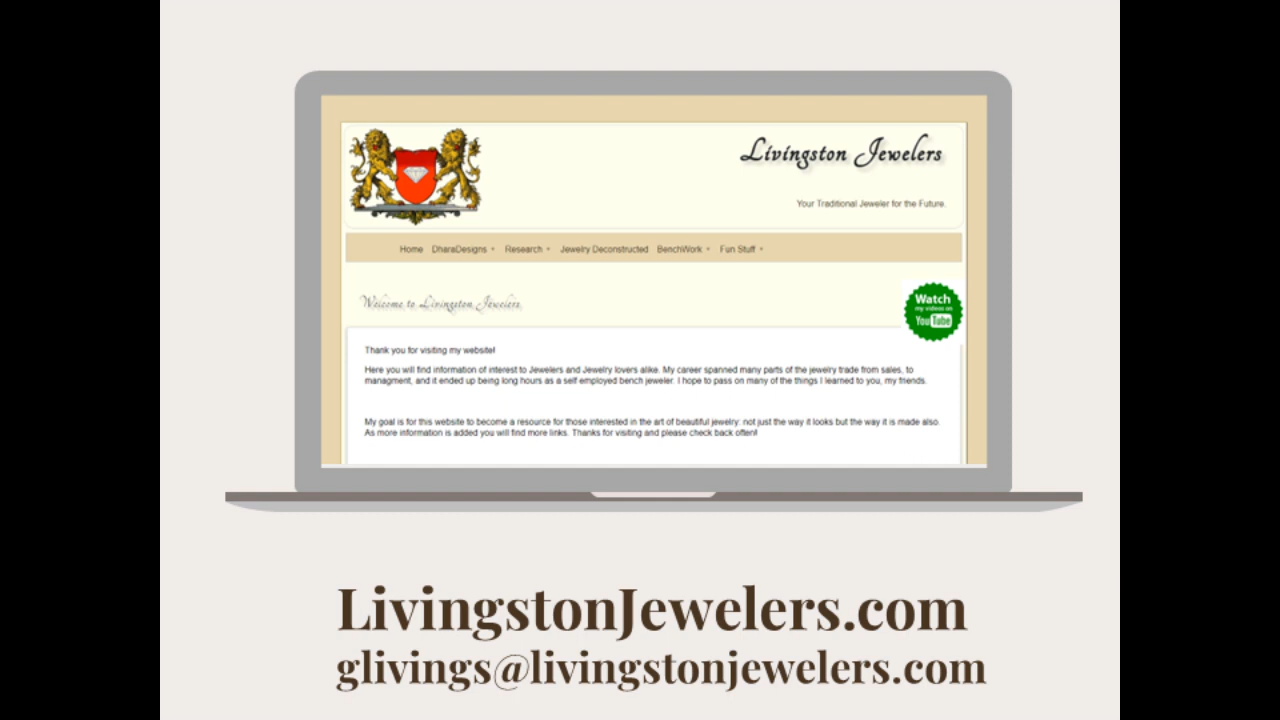 Livingston Jewelers
Your Traditional Jeweler for the Future.
Home DharaDesigns Research Jewelry Deconstructed BenchWork Fun Stuff
Welcome to Livingston Jewelers
Watch
my videos on
YouTube
Thank you for visiting my website!
Here you will find information of interest to Jewelers and Jewelry lovers alike. My career spanned many parts of the jewelry trade from sales, to
managment, and it ended up being long hours as a self employed bench jeweler. I hope to pass on many of the things I learned to you, my friends.
My goal is for this website to become a resource for those interested in the art of beautiful jewelry: not just the way it looks but the way it is made also.
As more information is added you will find more links. Thanks for visiting and please check back often!
LivingstonJewelers.com
glivings@livingstonjewelers.com